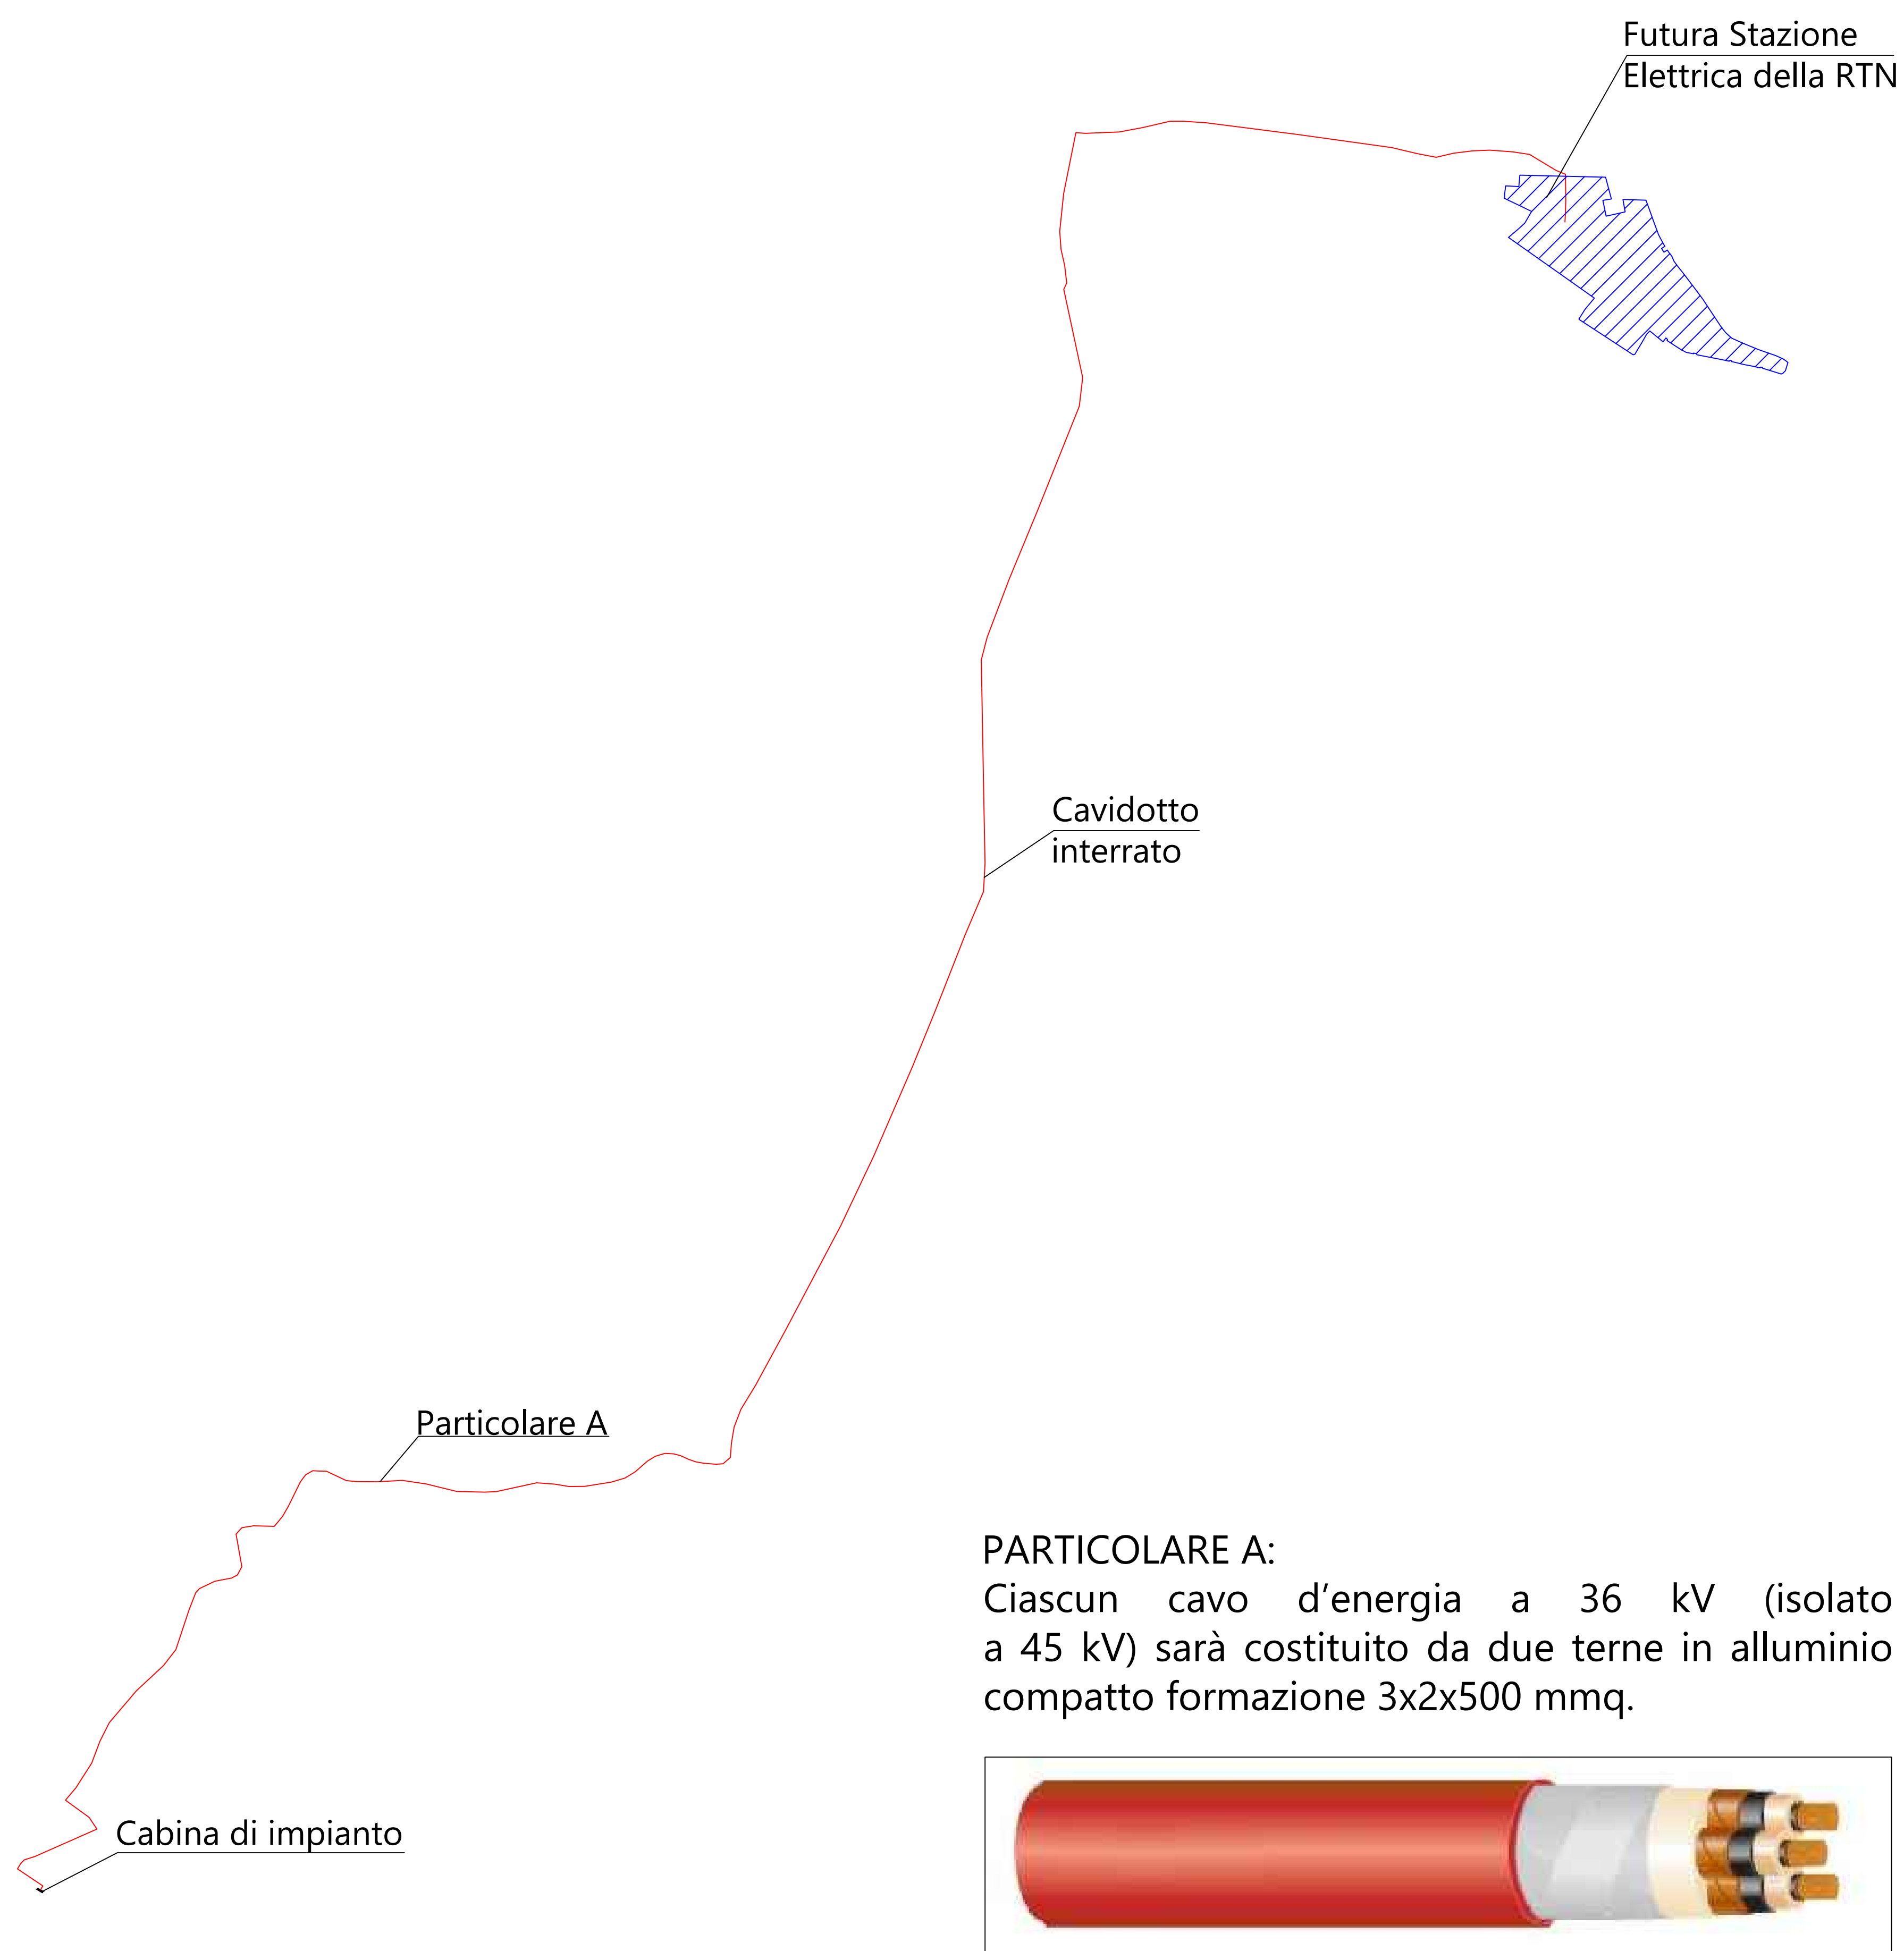 Futura Stazione
Elettrica della RTN
Cavidotto
interrato
Particolare A
Cabina di impianto
PARTICOLARE A:
Ciascun cavo d'energia a 36 kV (isolato
a 45 kV) sarà costituito da due terne in alluminio
compatto formazione 3x2x500 mmq.